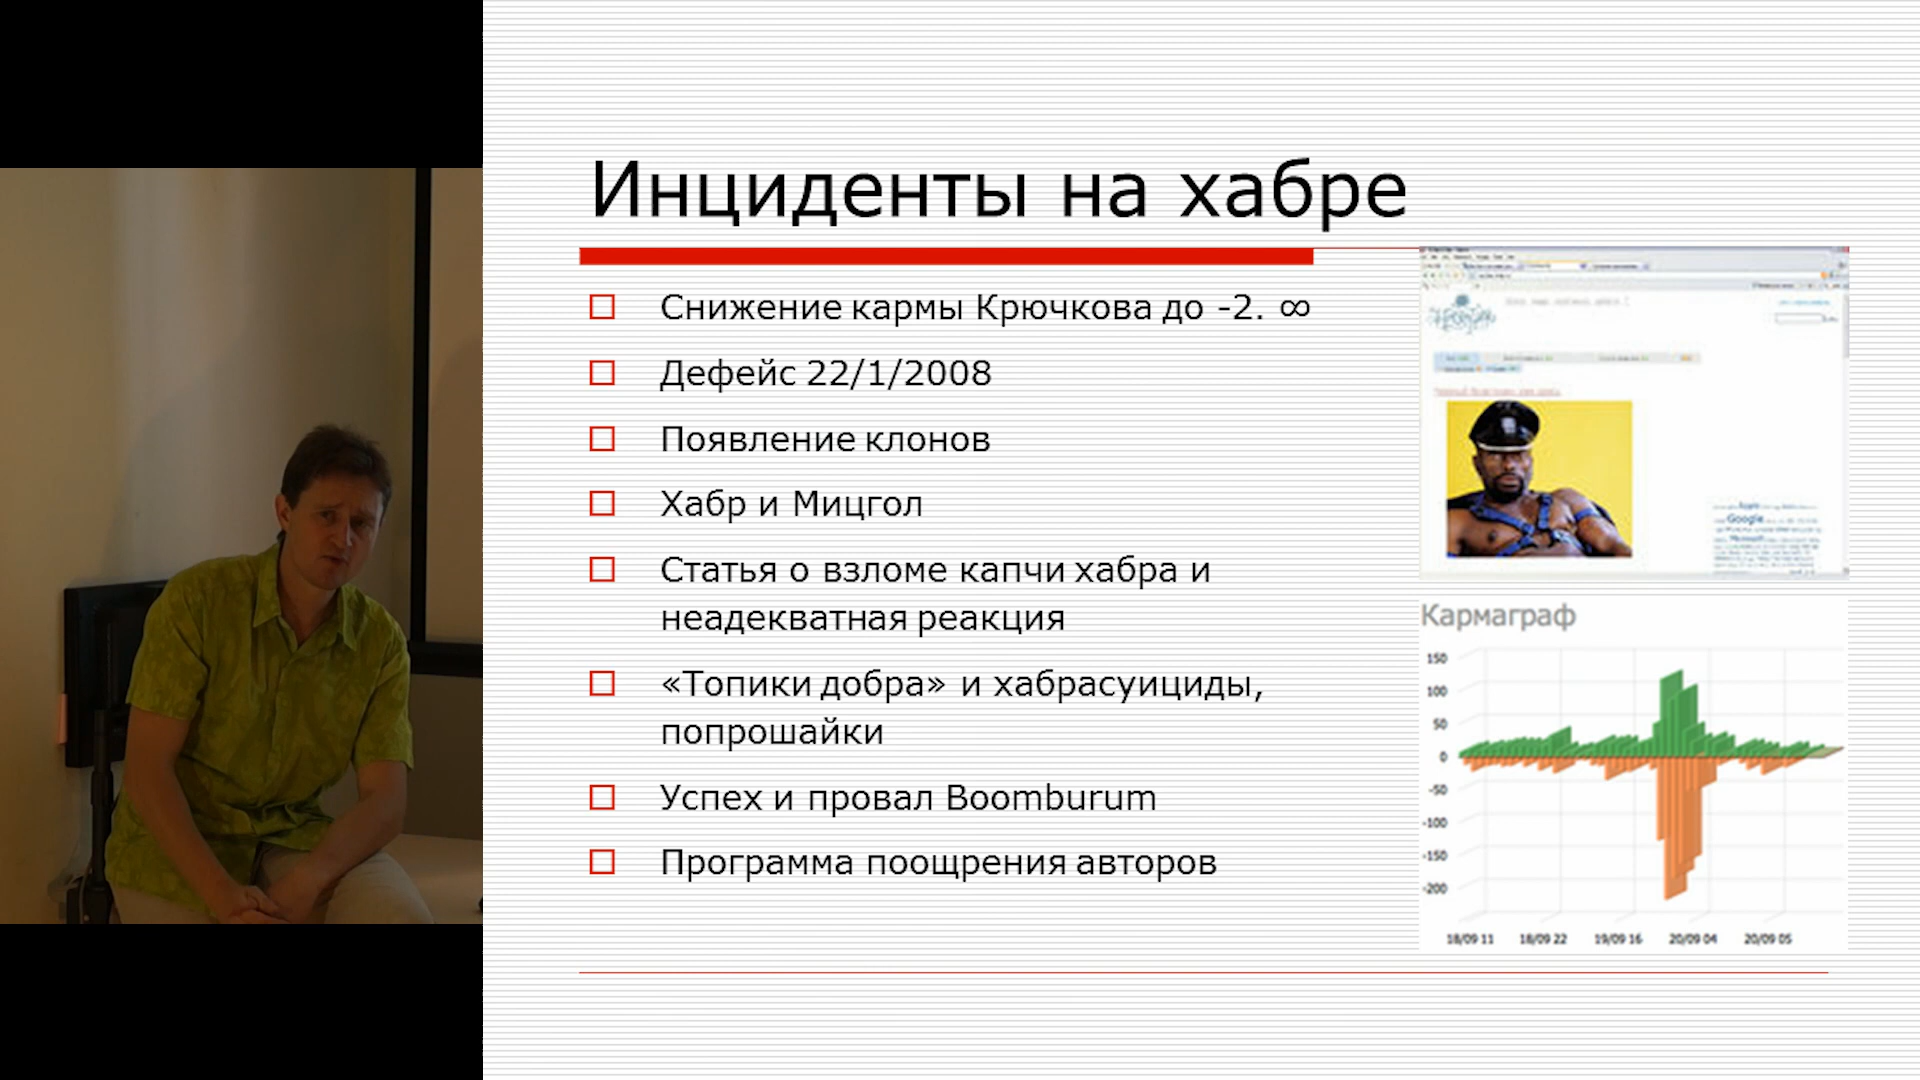 Инциденты на хабре
Снижение кармы Крючкова до -2. ∞
Дефейс 22/1/2008
Появление клонов
Хабр и Мицгол
Статья о взломе капчи хабра и
неадекватная реакция
«Топики добра» и хабрасуициды,
попрошайки
Успех и провал Boomburum
Программа поощрения авторов
Google
Microsoft
Кармаграф
150
100
50
0
-50
-100
-150
-200
18/09 11 18/09 22 19/09 16 20/09 04 20/09 05